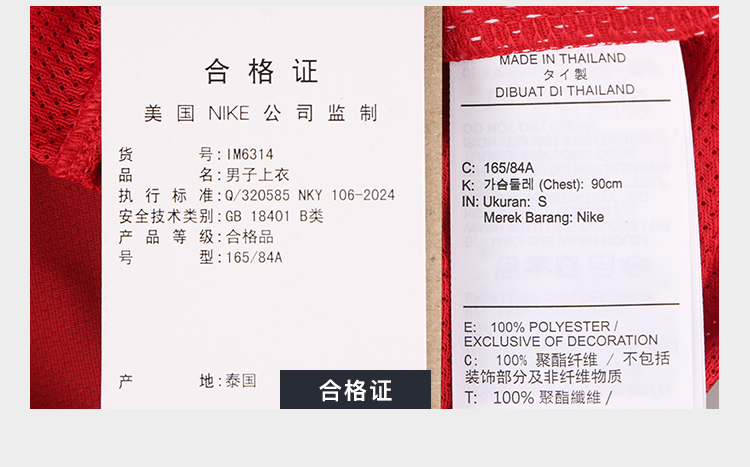 合格证
美国 NIKE 公司监制
货号: IM6314
品名: 男子上衣
执行标准: Q/320585 NKY 106-2024
安全技术类别: GB 18401 B类
产品等级: 合格品
号型: 165/84A
产地: 泰国
合格证
MADE IN THAILAND
タイ製
DIBUAT DI THAILAND
C: 165/84A
K: 가슴둘레 (Chest): 90cm
IN: Ukuran: S
Merek Barang: Nike
E: 100% POLYESTER /
EXCLUSIVE OF DECORATION
C: 100% 聚酯纤维 / 不包括
装饰部分及非纤维物质
T: 100% 聚酯纖維 /